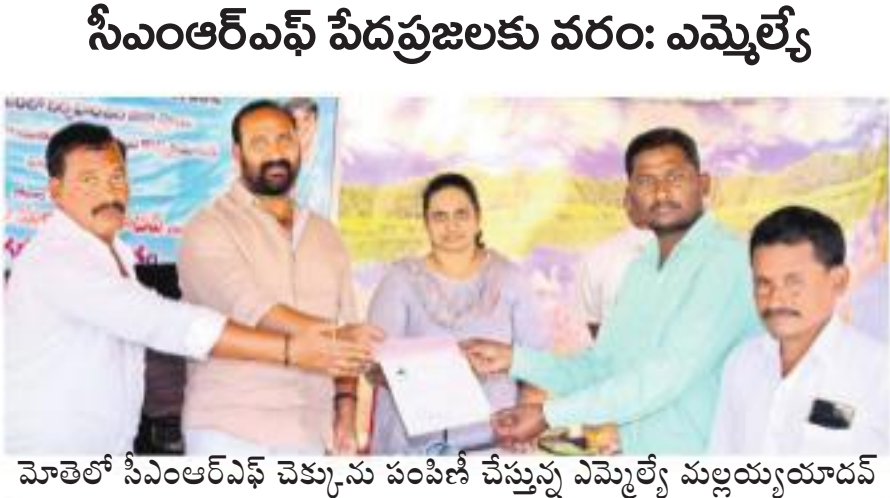 సీఎంఆర్ఎఫ్ పేదప్రజలకు వరం: ఎమ్మెల్యే
మోతెలో సీఎంఆర్ఎఫ్ చెక్కును పంపిణీ చేస్తున్న ఎమ్మెల్యే మల్లయ్యయాదవ్